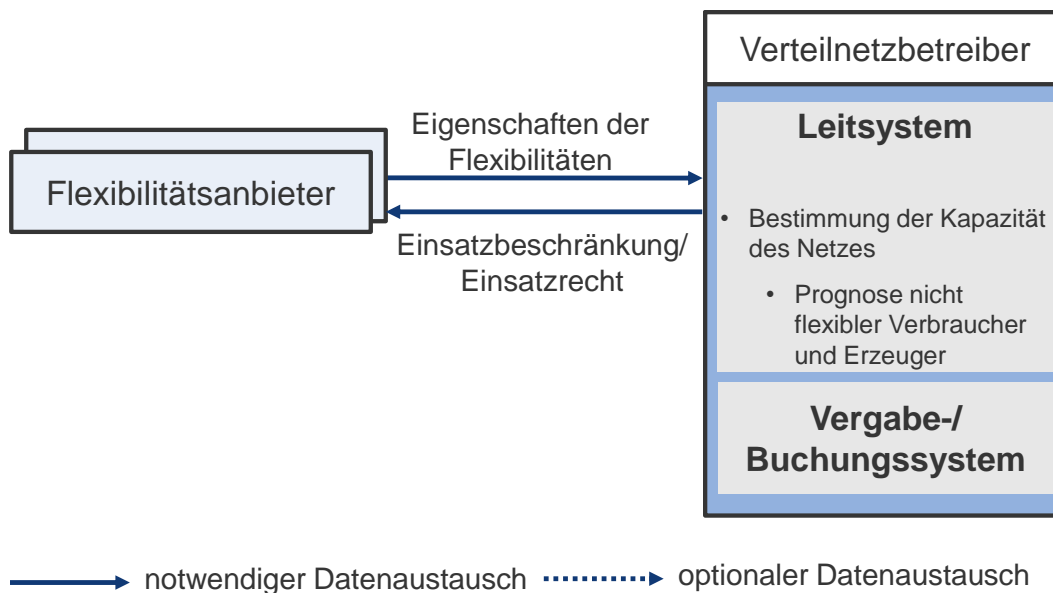 Verteilnetzbetreiber
Leitsystem
Eigenschaften der
Flexibilitäten
Flexibilitätsanbieter
Einsatzbeschränkung/
Einsatzrecht
• Bestimmung der Kapazität
des Netzes
• Prognose nicht
flexibler Verbraucher
und Erzeuger
Vergabe-/
Buchungssystem
notwendiger Datenaustausch
optionaler Datenaustausch